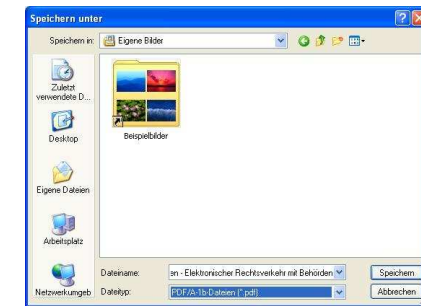 Speichern unter
Speichern in: Eigene Bilder
Zuletzt
verwendete D...
Desktop
Eigene Dateien
Arbeitsplatz
Netzwerkumgeb
Beispielbilder
Dateiname: en - Elektronischer Rechtsverkehr mit Behörden Speichern
Dateityp: PDF/A-1b-Dateien (*.pdf) Abbrechen